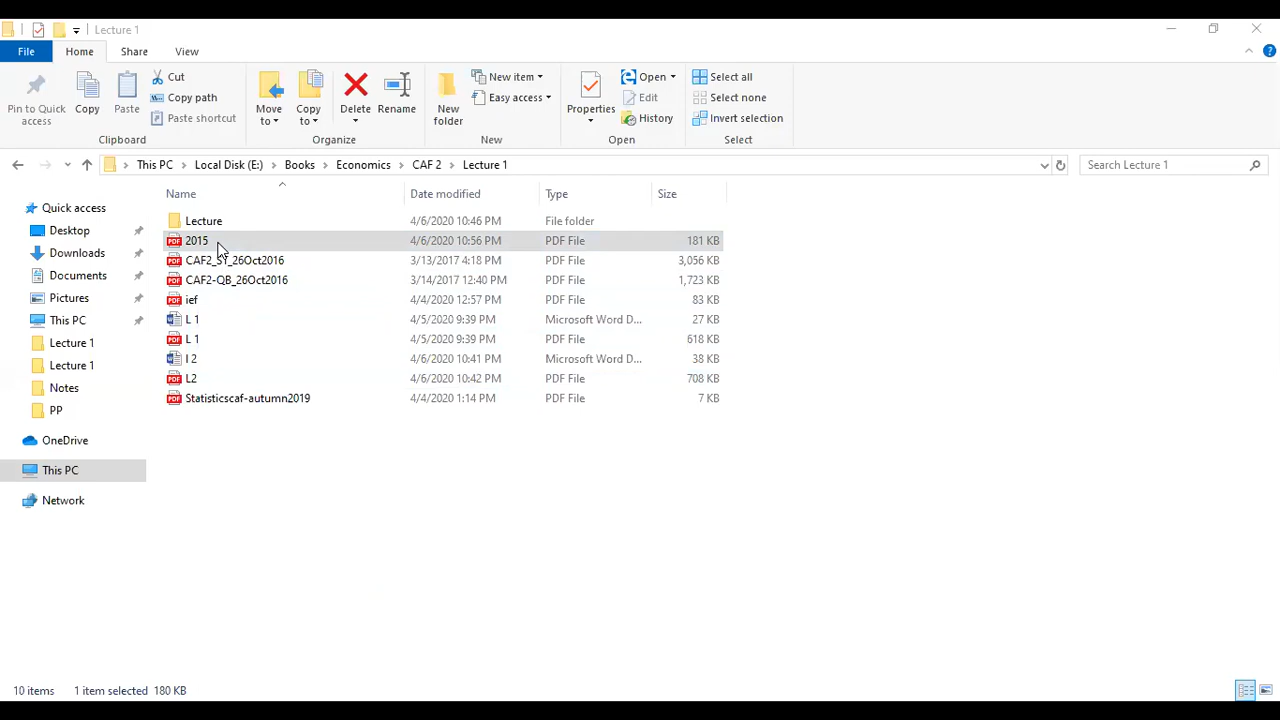 Lecture 1
File Home Share View
Pin to Quick access
Copy
Paste
Cut
Copy path
Paste shortcut
Clipboard
Move to
Copy to
Delete
Rename
Organize
New folder
New item
Easy access
New
Properties
Open
Edit
History
Open
Select all
Select none
Invert selection
Select
This PC > Local Disk (E:) > Books > Economics > CAF 2 > Lecture 1
Search Lecture 1
Quick access
Desktop
Downloads
Documents
Pictures
This PC
Lecture 1
Lecture 1
Notes
PP
OneDrive
This PC
Network
Name Date modified Type Size
Lecture 4/6/2020 10:46 PM File folder
2015 4/6/2020 10:56 PM PDF File 181 KB
CAF2_ST_26Oct2016 3/13/2017 4:18 PM PDF File 3,056 KB
CAF2-QB_26Oct2016 3/14/2017 12:40 PM PDF File 1,723 KB
ief 4/4/2020 12:57 PM PDF File 83 KB
L 1 4/5/2020 9:39 PM Microsoft Word D... 27 KB
L 1 4/5/2020 9:39 PM PDF File 618 KB
l 2 4/6/2020 10:41 PM Microsoft Word D... 38 KB
L2 4/6/2020 10:42 PM PDF File 708 KB
Statisticscaf-autumn2019 4/4/2020 1:14 PM PDF File 7 KB
10 items 1 item selected 180 KB